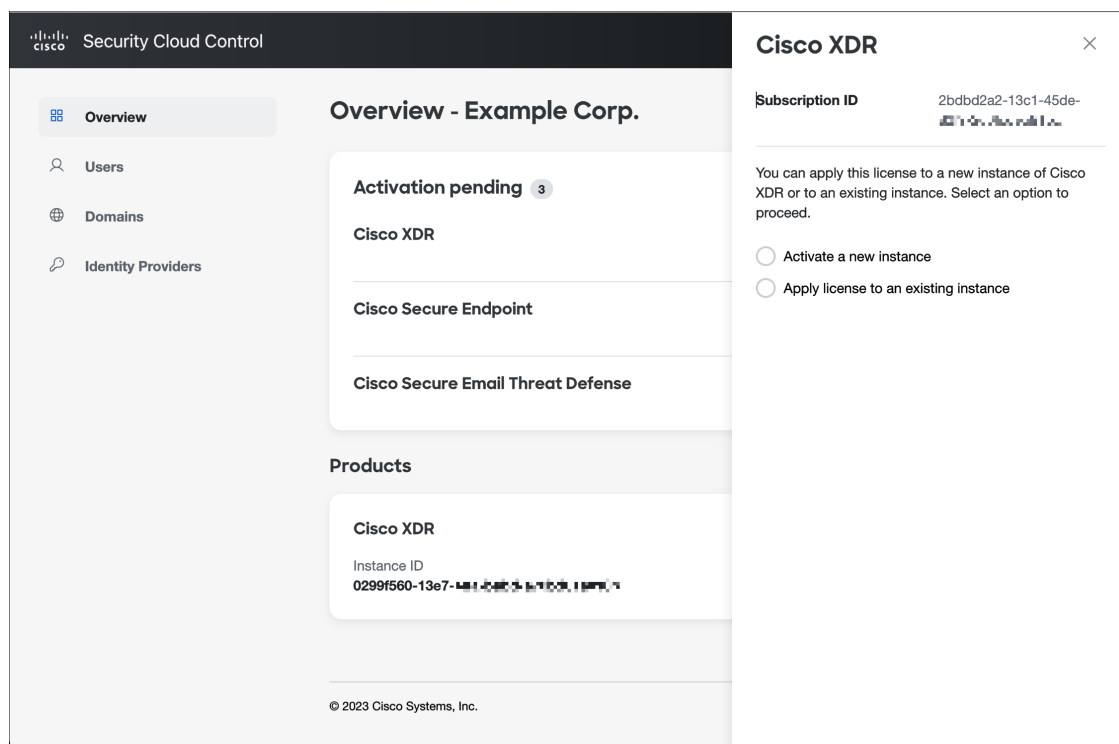 CISCO Security Cloud Control
Overview
Users
Domains
Identity Providers
Overview - Example Corp.
Activation pending 3
Cisco XDR
Cisco Secure Endpoint
Cisco Secure Email Threat Defense
Products
Cisco XDR
Instance ID
0299f560-13e7-
© 2023 Cisco Systems, Inc.
Cisco XDR
Subscription ID 2bdbd2a2-13c1-45de-
You can apply this license to a new instance of Cisco
XDR or to an existing instance. Select an option to
proceed.
Activate a new instance
Apply license to an existing instance